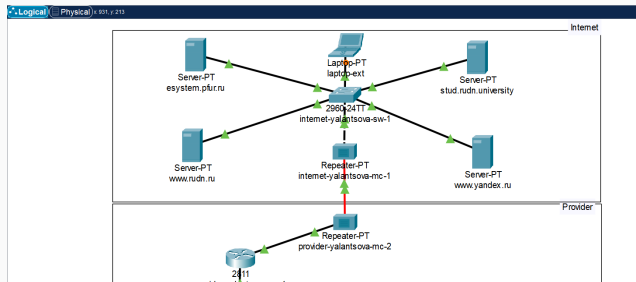 Logical Physical x: 931, y: 213
Internet
Server-PT
esystem.pfur.ru
Laptop-PT
laptop-ext
Server-PT
stud.rudn.university
2960-24TT
internet-yalantsova-sw-1
Server-PT
www.rudn.ru
Repeater-PT
internet-yalantsova-mc-1
Server-PT
www.yandex.ru
Provider
Repeater-PT
provider-yalantsova-mc-2
2811